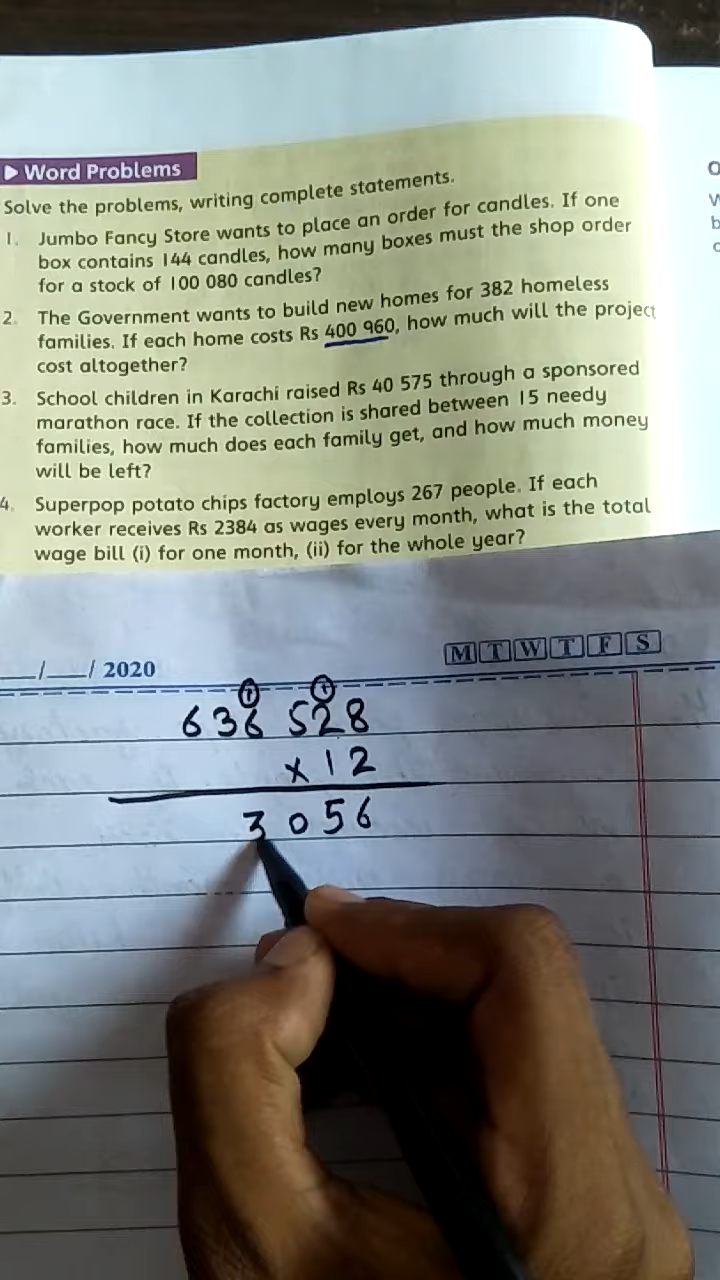 ▶ Word Problems
Solve the problems, writing complete statements.
1. Jumbo Fancy Store wants to place an order for candles. If one
box contains 144 candles, how many boxes must the shop order
for a stock of 100 080 candles?
2. The Government wants to build new homes for 382 homeless
families. If each home costs Rs 400 960, how much will the project
cost altogether?
3. School children in Karachi raised Rs 40 575 through a sponsored
marathon race. If the collection is shared between 15 needy
families, how much does each family get, and how much money
will be left?
4. Superpop potato chips factory employs 267 people. If each
worker receives Rs 2384 as wages every month, what is the total
wage bill (i) for one month, (ii) for the whole year?
__/__/ 2020
M T W T F S
1 1
636 528
× 12
3 056